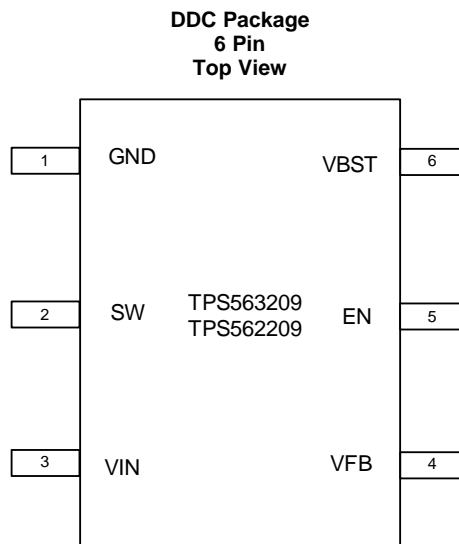 DDC Package
6 Pin
Top View
1 GND VBST 6
2 SW TPS563209 EN 5
TPS562209
3 VIN VFB 4